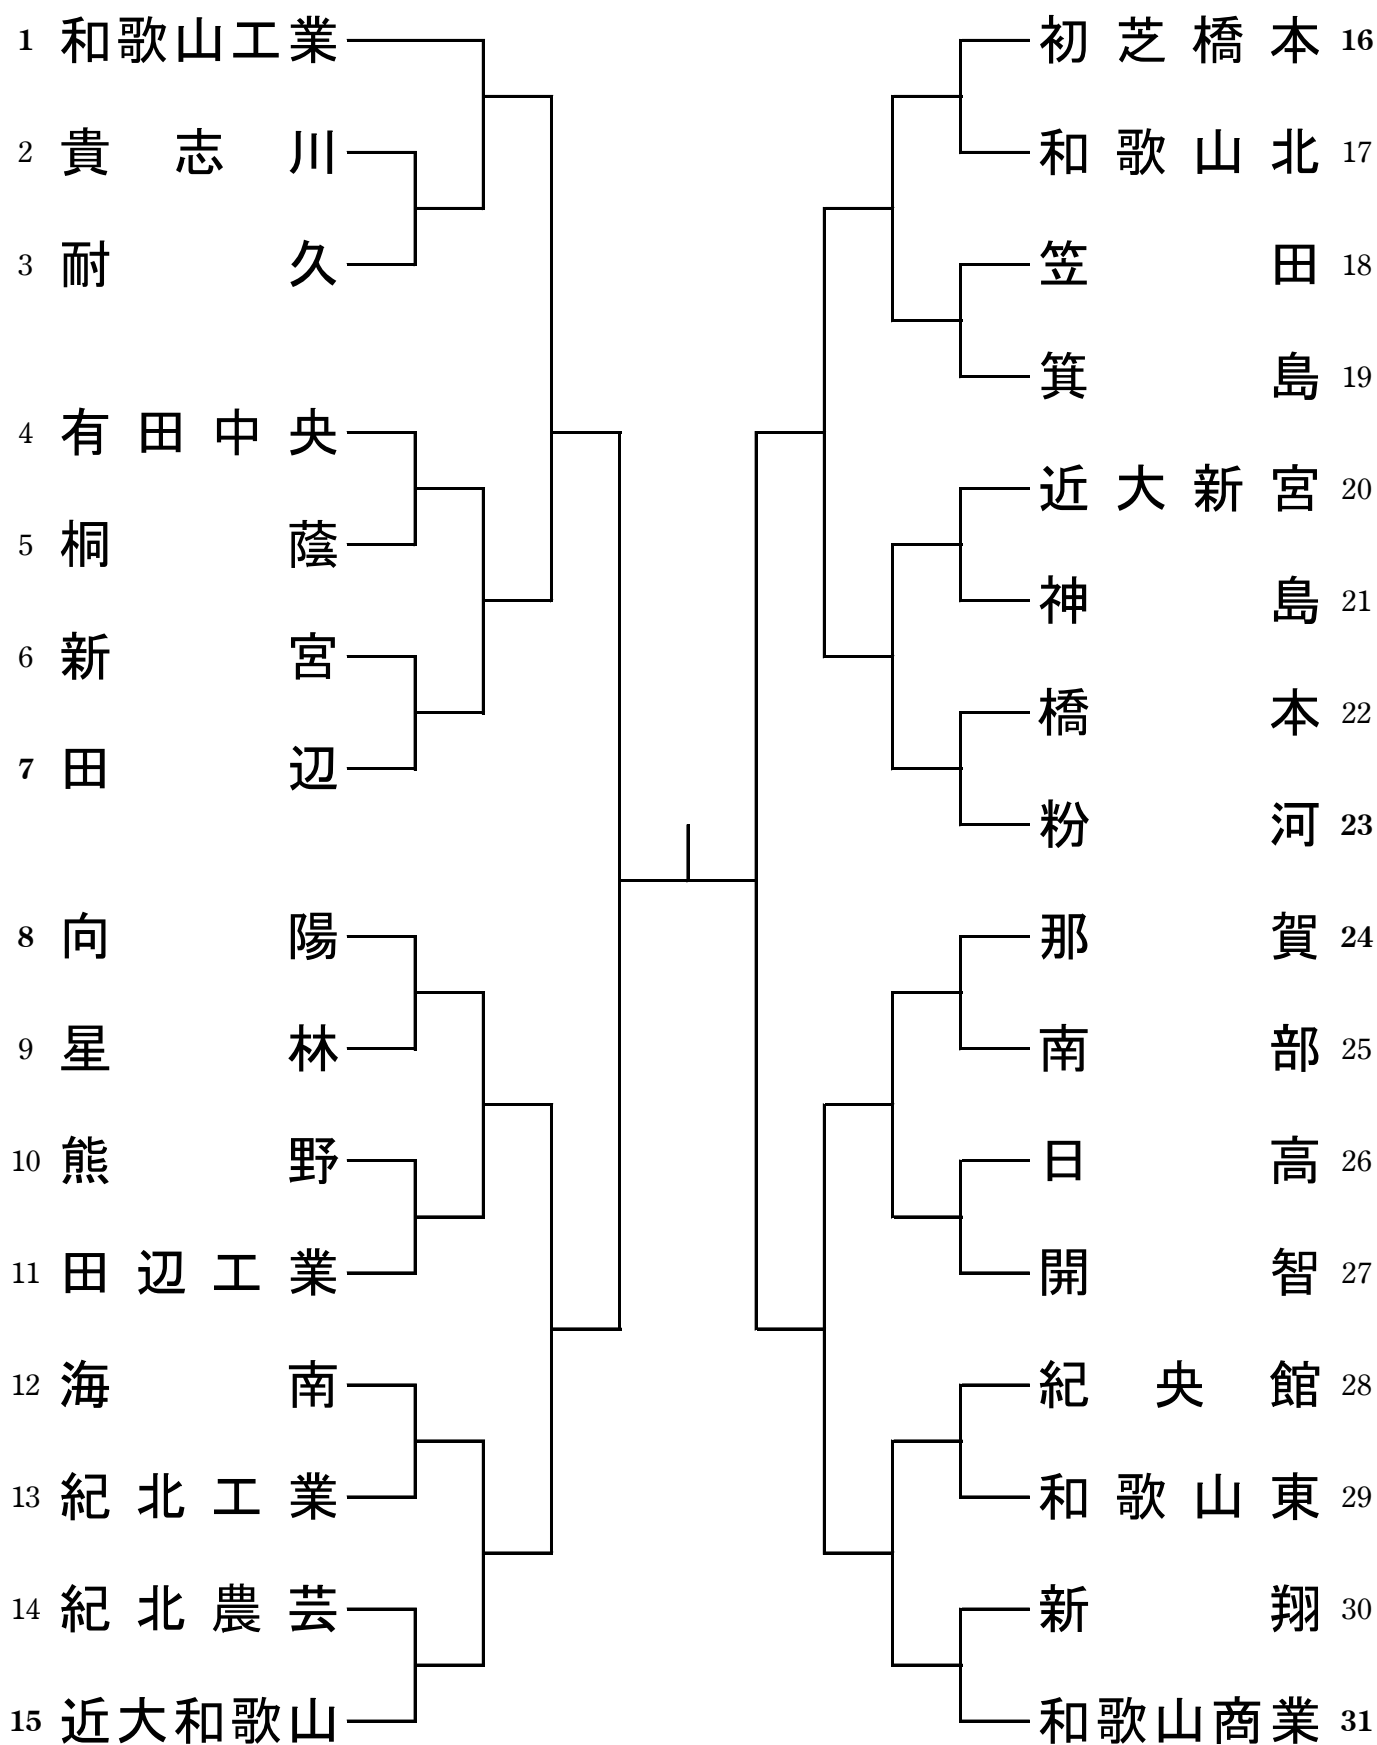 1 和歌山工業
2 貴志川
3 耐久
4 有田中央
5 桐蔭
6 新宮
7 田辺
8 向陽
9 星林
10 熊野
11 田辺工業
12 海南
13 紀北工業
14 紀北農芸
15 近大和歌山
初芝橋本 16
和歌山北 17
笠田 18
箕島 19
近大新宮 20
神島 21
橋本 22
粉河 23
那賀 24
南部 25
日高 26
開智 27
紀央館 28
和歌山東 29
新翔 30
和歌山商業 31